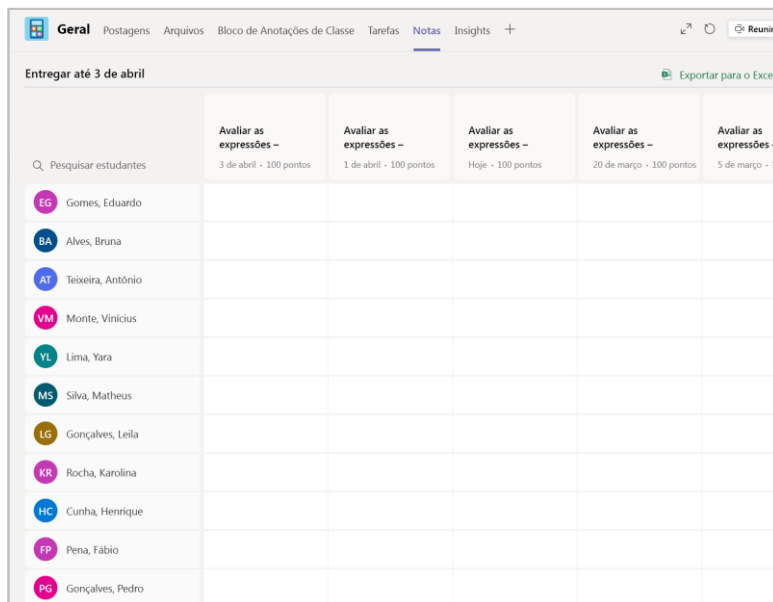 Geral Postagens Arquivos Bloco de Anotações de Classe Tarefas Notas Insights
Entregar até 3 de abril
Exportar para o
Pesquisar estudantes
Avaliar as
expressões –
3 de abril • 100 pontos
Avaliar as
expressões –
1 de abril • 100 pontos
Avaliar as
expressões –
Hoje • 100 pontos
Avaliar as
expressões –
20 de março • 100 pontos
Avaliar as
expressões
5 de março •
EG Gomes, Eduardo
BA Alves, Bruna
AT Teixeira, Antônio
VM Monte, Vinícius
YL Lima, Yara
MS Silva, Matheus
LG Gonçalves, Leila
KR Rocha, Karolina
HC Cunha, Henrique
FP Pena, Fábio
PG Gonçalves, Pedro